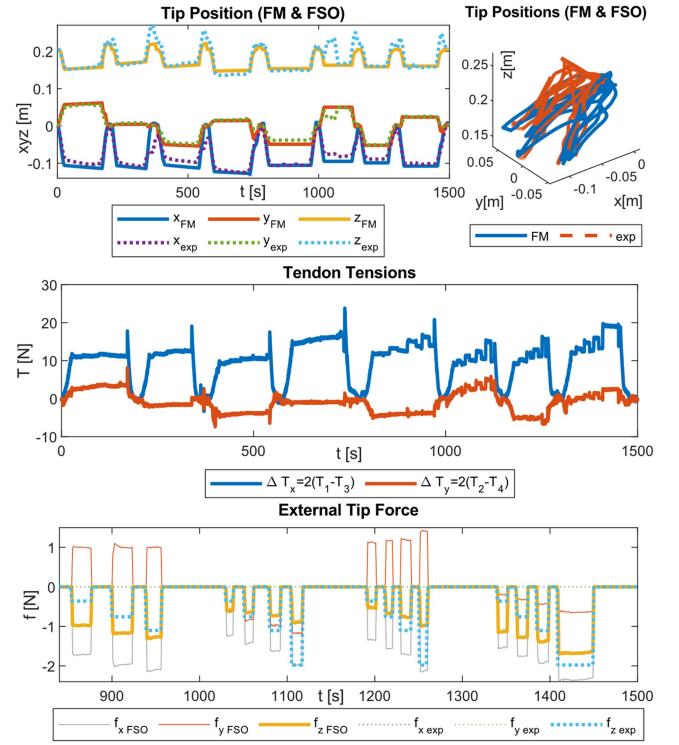 Tip Position (FM & FSO)
Tip Positions (FM & FSO)
xyz [m]
0.2
0.1
0
-0.1
0
500
1000
1500
t [s]
x_FM
y_FM
z_FM
x_exp
y_exp
z_exp
z[m]
0.25
0.2
0.15
0.05
0
-0.05
y[m]
-0.1
0
x[m]
FM
exp
Tendon Tensions
T [N]
30
20
10
0
-10
0
500
1000
1500
t [s]
Δ T_x=2(T_1-T_3)
Δ T_y=2(T_2-T_4)
External Tip Force
f [N]
1
0
-1
-2
900
1000
1100
1200
1300
1400
1500
t [s]
f_x FSO
f_y FSO
f_z FSO
f_x exp
f_y exp
f_z exp